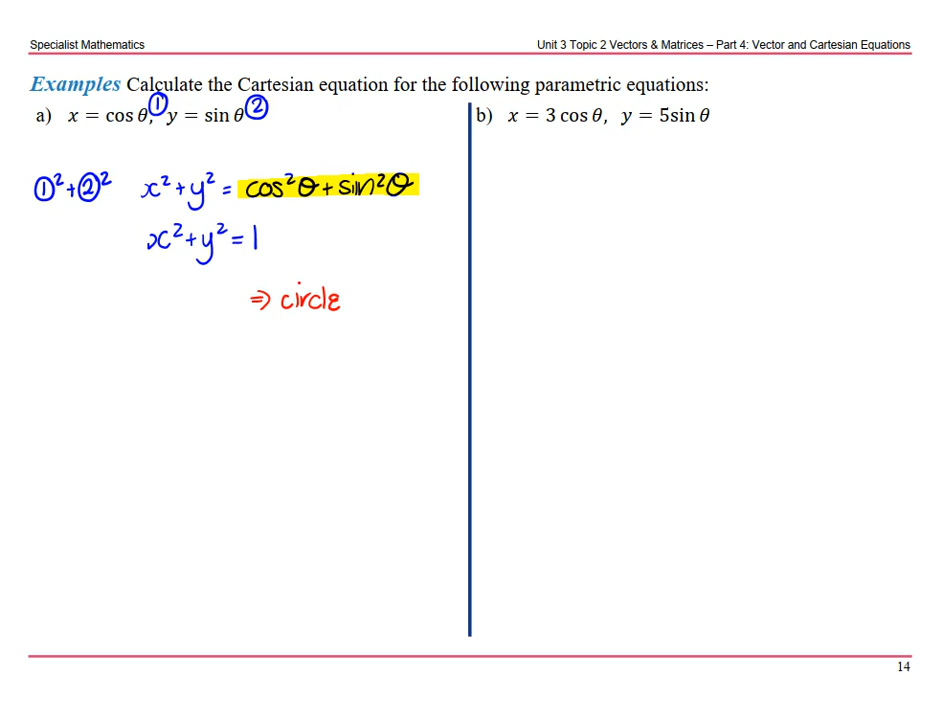 Specialist Mathematics
Unit 3 Topic 2 Vectors & Matrices – Part 4: Vector and Cartesian Equations
Examples Calculate the Cartesian equation for the following parametric equations:
a) x = cos θ, ① y = sin θ ②
①² + ②² x² + y² = cos²θ + sin²θ
x² + y² = 1
⇒ circle
b) x = 3 cos θ, y = 5sin θ
14